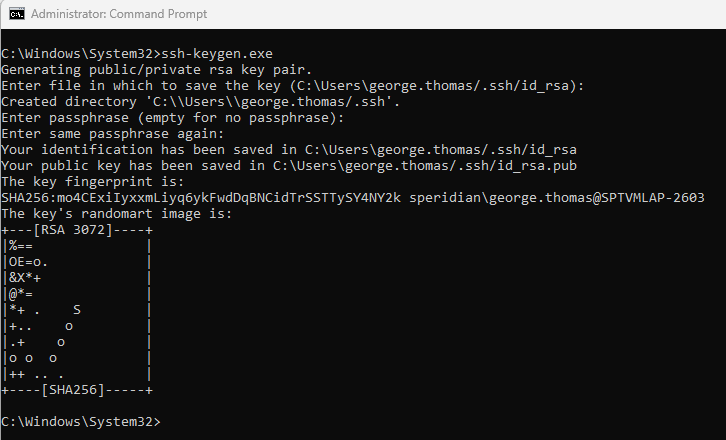 Administrator: Command Prompt
C:\Windows\System32>ssh-keygen.exe
Generating public/private rsa key pair.
Enter file in which to save the key (C:\Users\george.thomas/.ssh/id_rsa):
Created directory 'C:\\Users\\george.thomas/.ssh'.
Enter passphrase (empty for no passphrase):
Enter same passphrase again:
Your identification has been saved in C:\Users\george.thomas/.ssh/id_rsa
Your public key has been saved in C:\Users\george.thomas/.ssh/id_rsa.pub
The key fingerprint is:
SHA256:mo4CExiIyxxmLiyq6ykFwdDqBNCidTrSSTTySY4NY2k speridian\george.thomas@SPTVMLAP-2603
The key's randomart image is:
+---[RSA 3072]----+
|%==              |
|OE=o.            |
|&X*+             |
|@*=              |
|*+ .    S        |
|+..    o         |
|.+    o          |
|o o  o           |
|++ .. .          |
+----[SHA256]-----+
C:\Windows\System32>